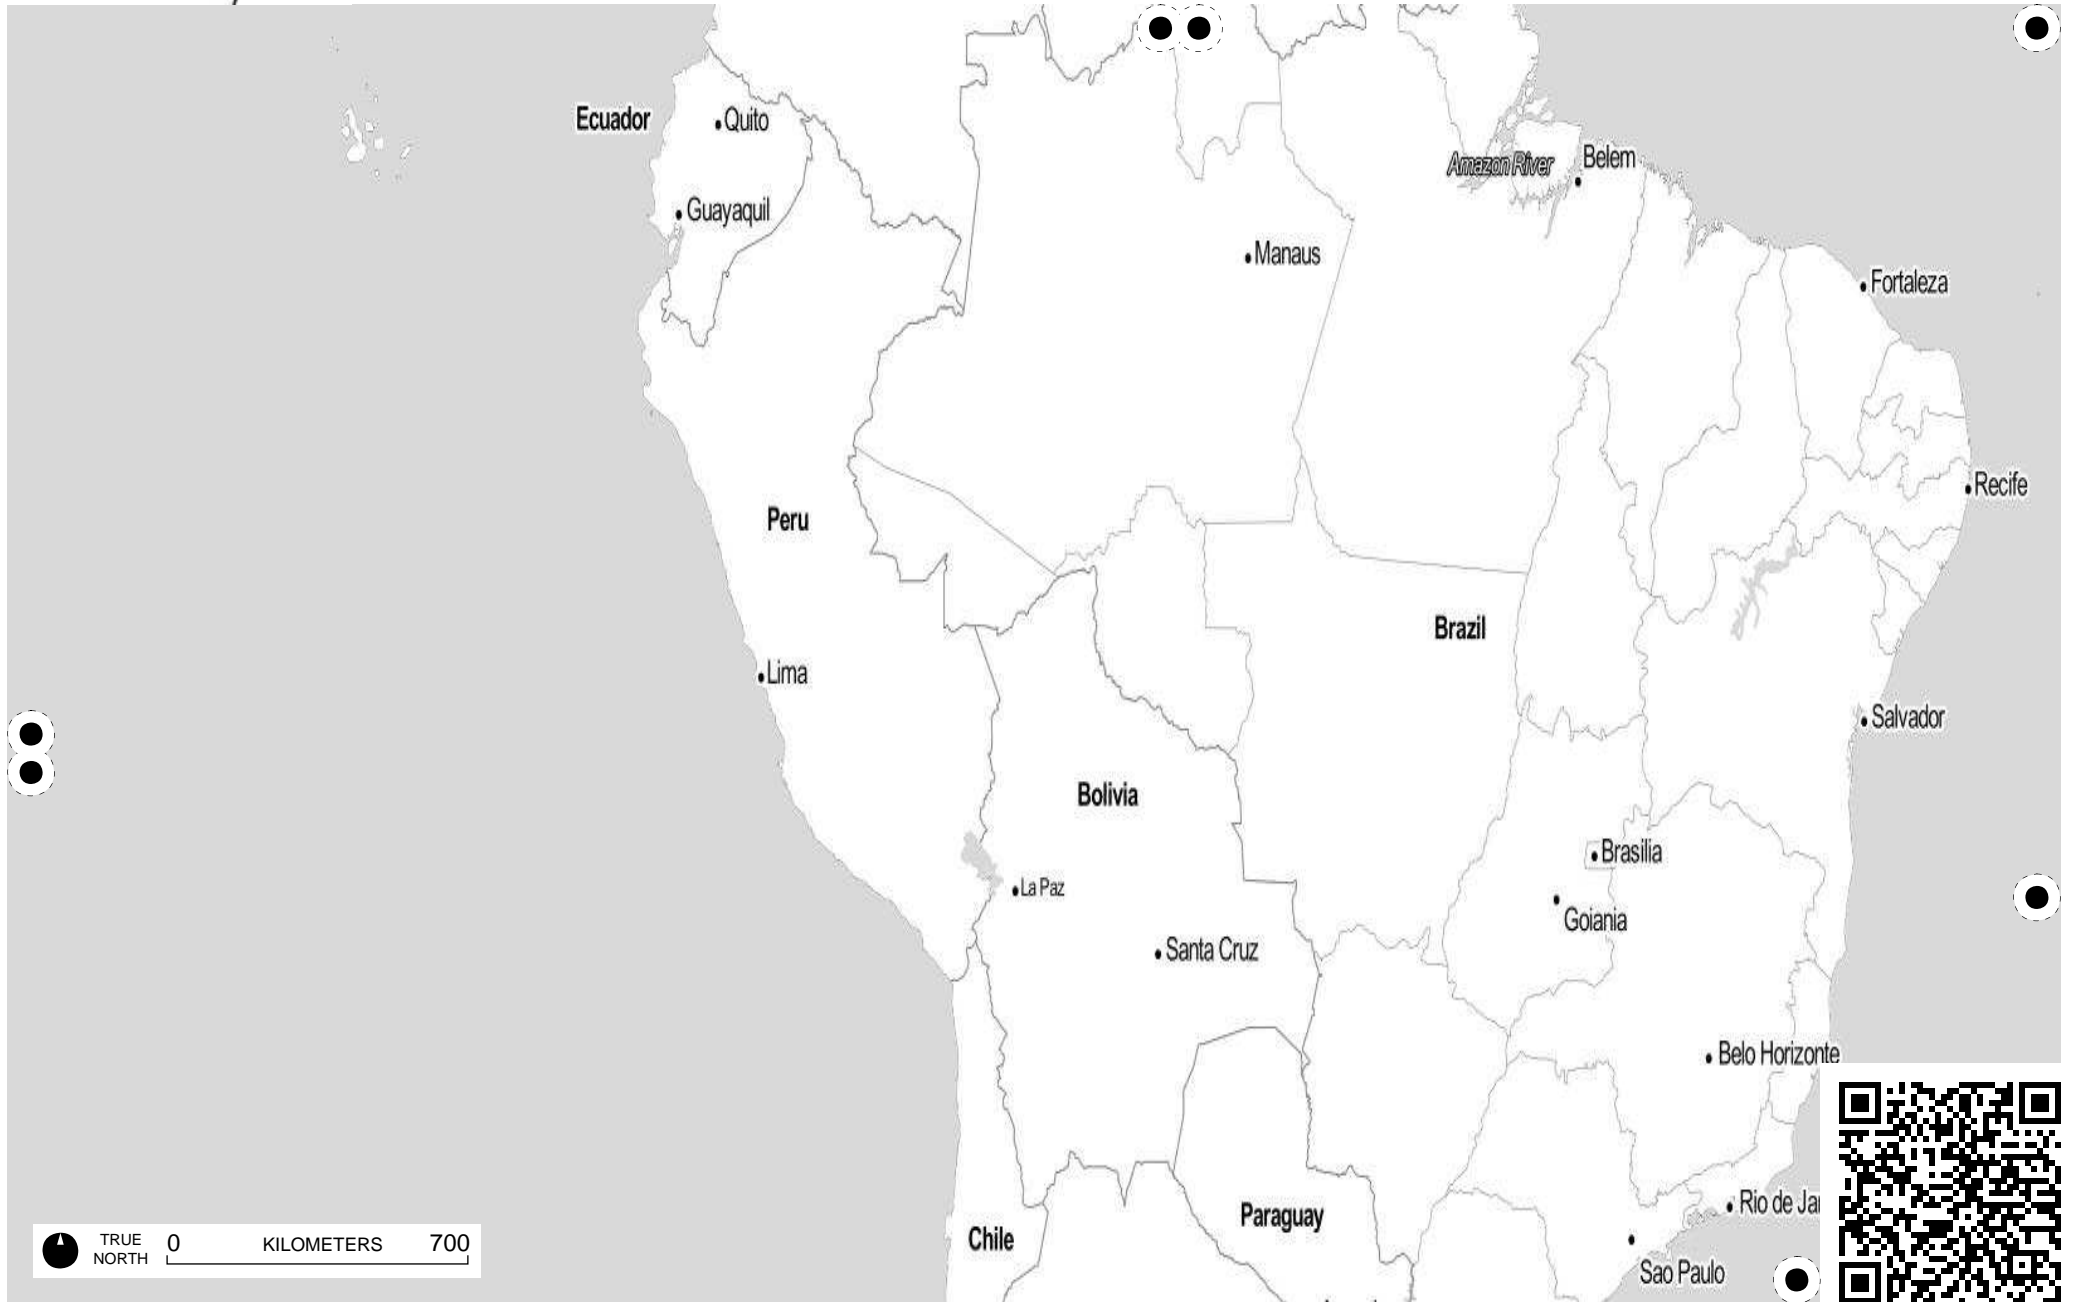 Ecuador
Quito
Amazon River
Belem
Guayaquil
Manaus
Fortaleza
Recife
Peru
Brazil
Lima
Salvador
Bolivia
Brasilia
La Paz
Goiania
Santa Cruz
Belo Horizonte
Rio de Jar
Paraguay
Chile
Sao Paulo
TRUE
NORTH
0 KILOMETERS 700